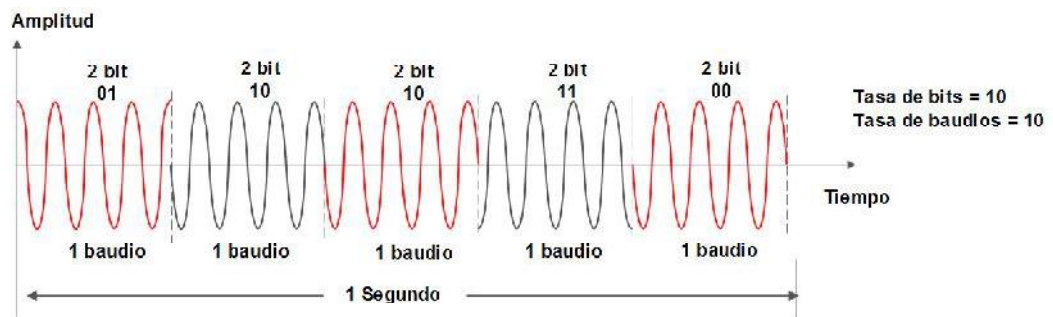 Amplitud
2 bit 2 bit 2 bit 2 bit 2 bit
01 10 10 11 00
Tasa de bits = 10
Tasa de baudios = 10
Tiempo
1 baudio 1 baudio 1 baudio 1 baudio 1 baudio
1 Segundo